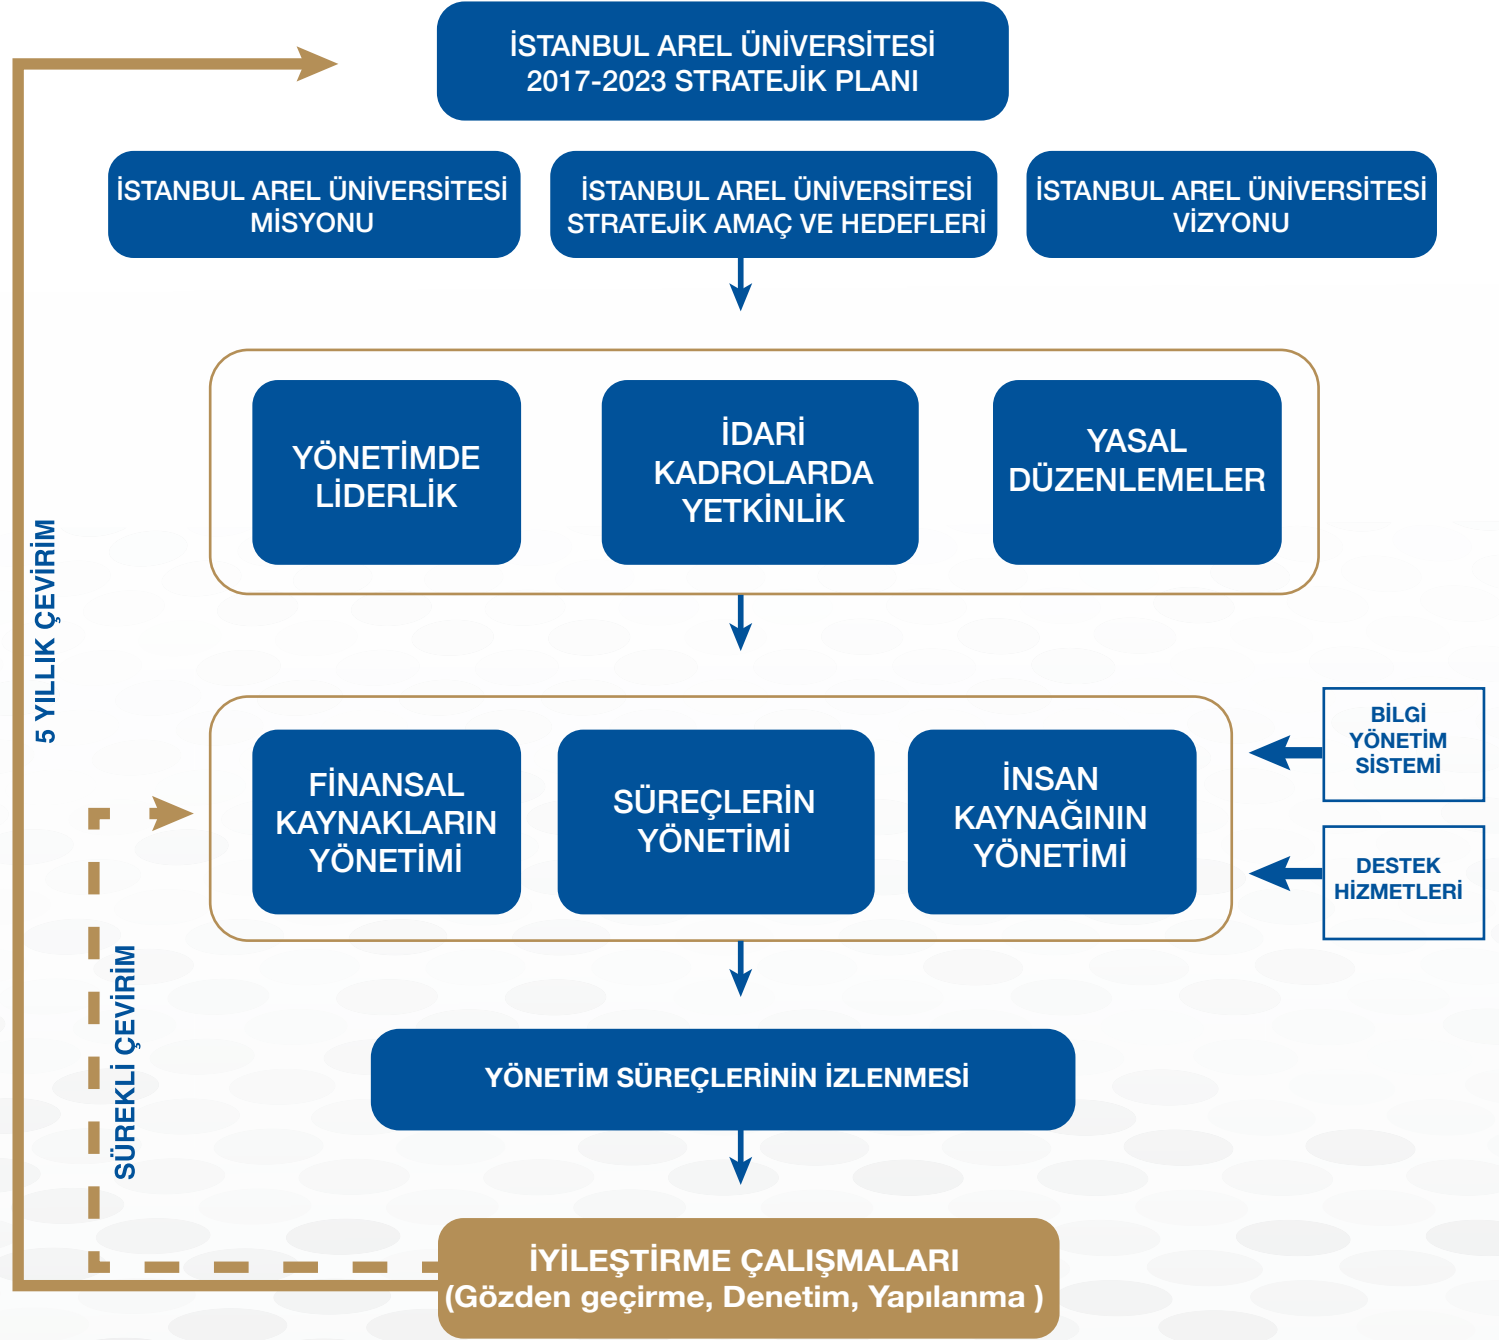 İSTANBUL AREL ÜNİVERSİTESİ
2017-2023 STRATEJİK PLANI
İSTANBUL AREL ÜNİVERSİTESİ
MİSYONU
İSTANBUL AREL ÜNİVERSİTESİ
STRATEJİK AMAÇ VE HEDEFLERİ
İSTANBUL AREL ÜNİVERSİTESİ
VİZYONU
YÖNETİMDE
LİDERLİK
İDARİ
KADROLARDA
YETKİNLİK
YASAL
DÜZENLEMELER
5 YILLIK ÇEVİRİM
FİNANSAL
KAYNAKLARIN
YÖNETİMİ
SÜREÇLERİN
YÖNETİMİ
İNSAN
KAYNAĞININ
YÖNETİMİ
BİLGİ
YÖNETİM
SİSTEMİ
DESTEK
HİZMETLERİ
SÜREKLİ ÇEVİRİM
YÖNETİM SÜREÇLERİNİN İZLENMESİ
İYİLEŞTİRME ÇALIŞMALARI
(Gözden geçirme, Denetim, Yapılanma )